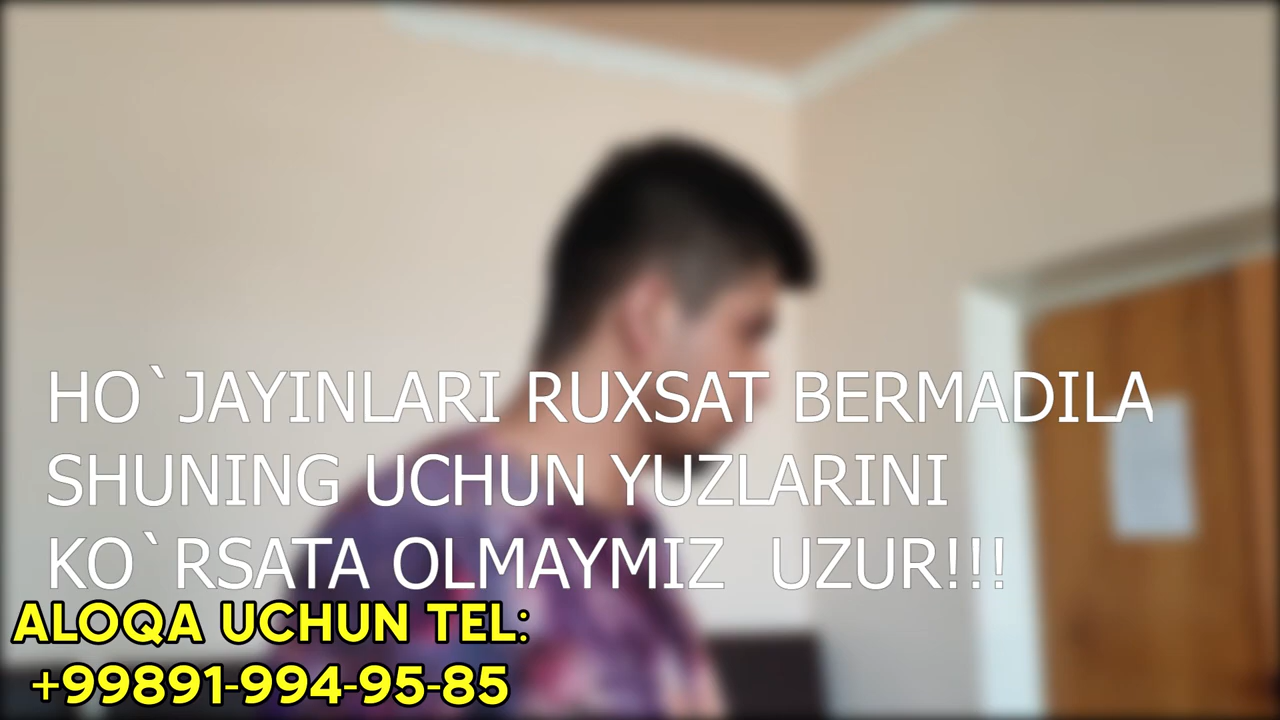 HO`JAYINLARI RUXSAT BERMADILA
SHUNING UCHUN YUZLARINI
KO`RSATA OLMAYMIZ UZUR!!!
ALOQA UCHUN TEL:
+99891-994-95-85